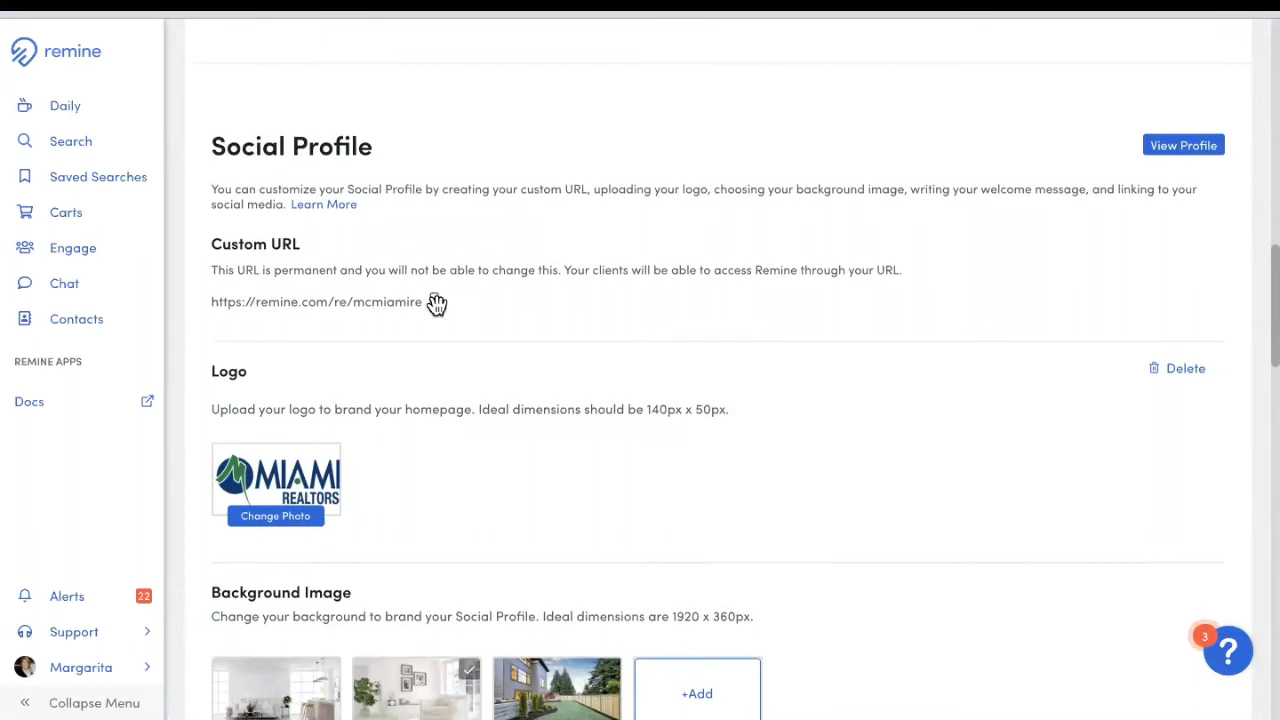 remine
Daily
Search
Saved Searches
Carts
Engage
Chat
Contacts
REMINE APPS
Docs
Alerts 22
Support
Margarita
Collapse Menu
Social Profile
View Profile
You can customize your Social Profile by creating your custom URL, uploading your logo, choosing your background image, writing your welcome message, and linking to your
social media. Learn More
Custom URL
This URL is permanent and you will not be able to change this. Your clients will be able to access Remine through your URL.
https://remine.com/re/mcmiamire
Logo
Delete
Upload your logo to brand your homepage. Ideal dimensions should be 140px x 50px.
MIAMI
REALTORS
Change Photo
Background Image
Change your background to brand your Social Profile. Ideal dimensions are 1920 x 360px.
+Add
3
?